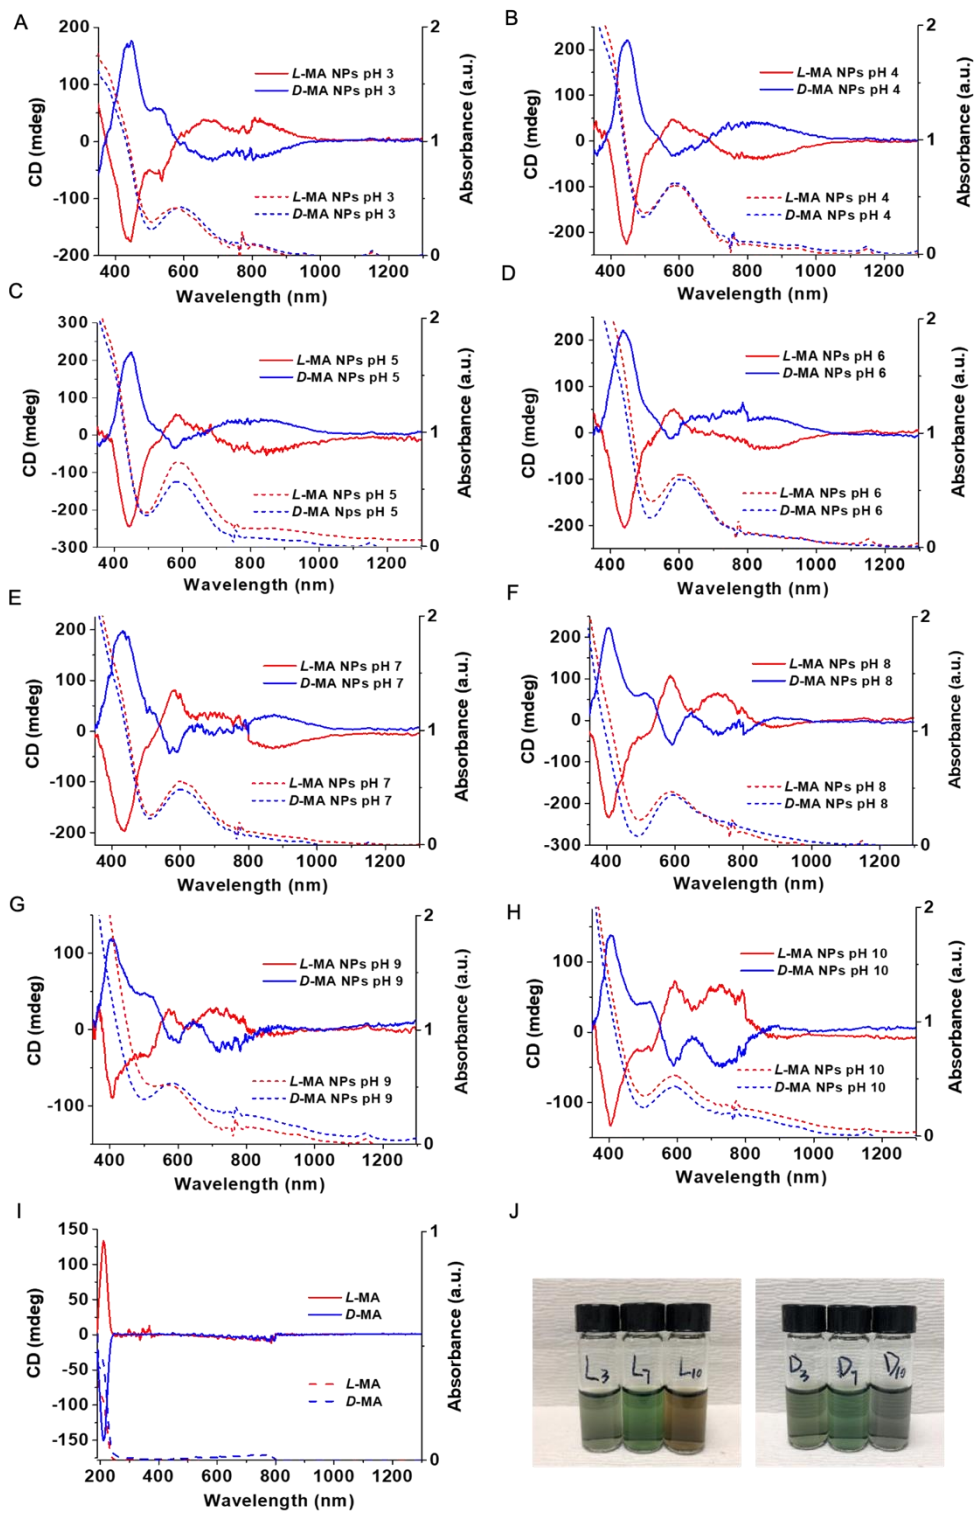 A
200
100
0
-100
-200
CD (mdeg)
2
1
0
Absorbance (a.u.)
L-MA NPs pH 3
D-MA NPs pH 3
L-MA NPs pH 3
D-MA NPs pH 3
400 600 800 1000 1200
Wavelength (nm)
B
200
100
0
-100
-200
CD (mdeg)
2
1
0
Absorbance (a.u.)
L-MA NPs pH 4
D-MA NPs pH 4
L-MA NPs pH 4
D-MA NPs pH 4
400 600 800 1000 1200
Wavelength (nm)
C
300
200
100
0
-100
-200
-300
CD (mdeg)
2
1
0
Absorbance (a.u.)
L-MA NPs pH 5
D-MA NPs pH 5
L-MA NPs pH 5
D-MA Nps pH 5
400 600 800 1000 1200
Wavelength (nm)
D
200
100
0
-100
-200
CD (mdeg)
2
1
0
Absorbance (a.u.)
L-MA NPs pH 6
D-MA NPs pH 6
L-MA NPs pH 6
D-MA NPs pH 6
400 600 800 1000 1200
Wavelength (nm)
E
200
100
0
-100
-200
CD (mdeg)
2
1
0
Absorbance (a.u.)
L-MA NPs pH 7
D-MA NPs pH 7
L-MA NPs pH 7
D-MA NPs pH 7
400 600 800 1000 1200
Wavelength (nm)
F
200
100
0
-100
-200
-300
CD (mdeg)
2
1
0
Absorbance (a.u.)
L-MA NPs pH 8
D-MA NPs pH 8
L-MA NPs pH 8
D-MA NPs pH 8
400 600 800 1000 1200
Wavelength (nm)
G
100
0
-100
CD (mdeg)
2
1
0
Absorbance (a.u.)
L-MA NPs pH 9
D-MA NPs pH 9
L-MA NPs pH 9
D-MA NPs pH 9
400 600 800 1000 1200
Wavelength (nm)
H
100
0
-100
CD (mdeg)
2
1
0
Absorbance (a.u.)
L-MA NPs pH 10
D-MA NPs pH 10
L-MA NPs pH 10
D-MA NPs pH 10
400 600 800 1000 1200
Wavelength (nm)
I
150
100
50
0
-50
-100
-150
CD (mdeg)
1
0
Absorbance (a.u.)
L-MA
D-MA
L-MA
D-MA
200 400 600 800 1000 1200
Wavelength (nm)
J
L3 L7 L10
D3 D7 D10